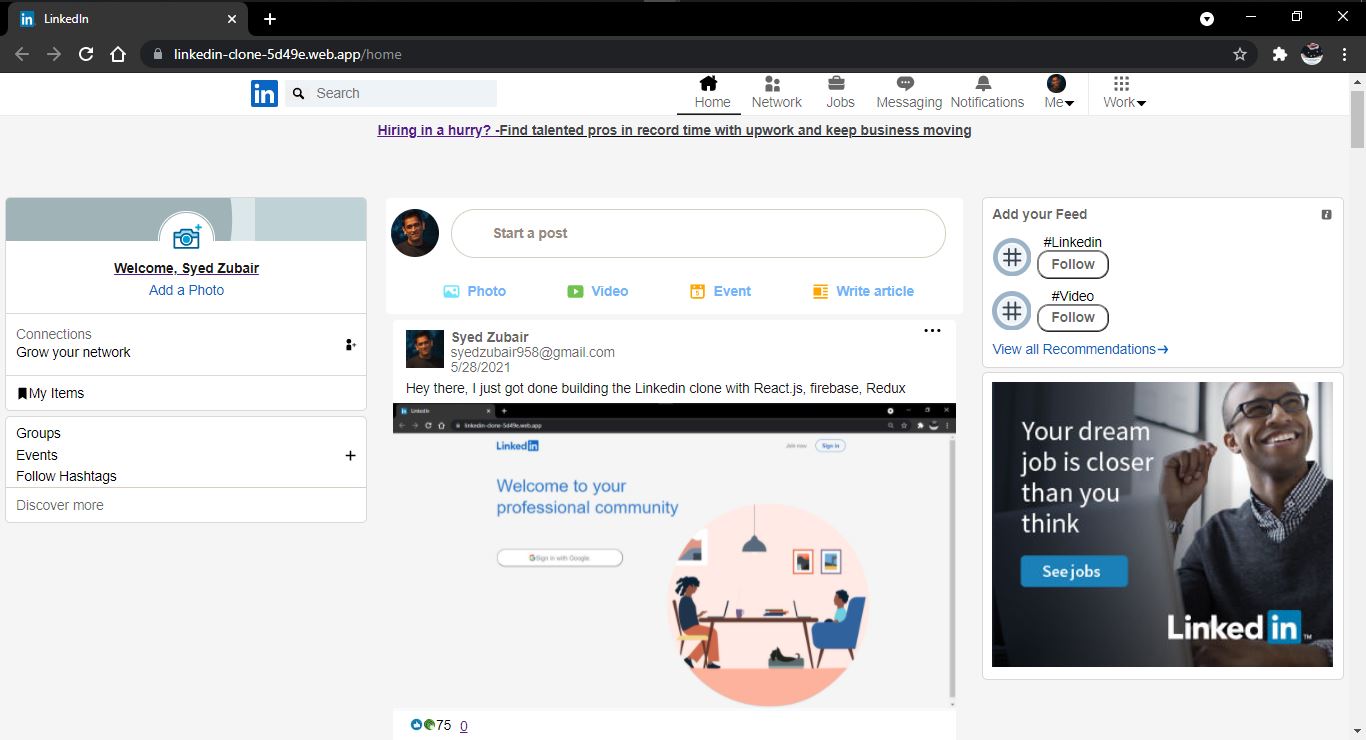 LinkedIn
linkedin-clone-5d49e.web.app/home
in
Search
Home
Network
Jobs
Messaging
Notifications
Me
Work
Hiring in a hurry? -Find talented pros in record time with upwork and keep business moving
Welcome, Syed Zubair
Add a Photo
Connections
Grow your network
My Items
Groups
Events
Follow Hashtags
Discover more
Start a post
Photo
Video
Event
Write article
Syed Zubair
syedzubair958@gmail.com
5/28/2021
Hey there, I just got done building the Linkedin clone with React.js, firebase, Redux
LinkedIn
linkedin-clone-5d49e.web.app
Linkedin
Join now
Sign in
Welcome to your
professional community
Sign in with Google
75 0
Add your Feed
#Linkedin
Follow
#Video
Follow
View all Recommendations
Your dream
job is closer
than you
think
See jobs
Linked in ™